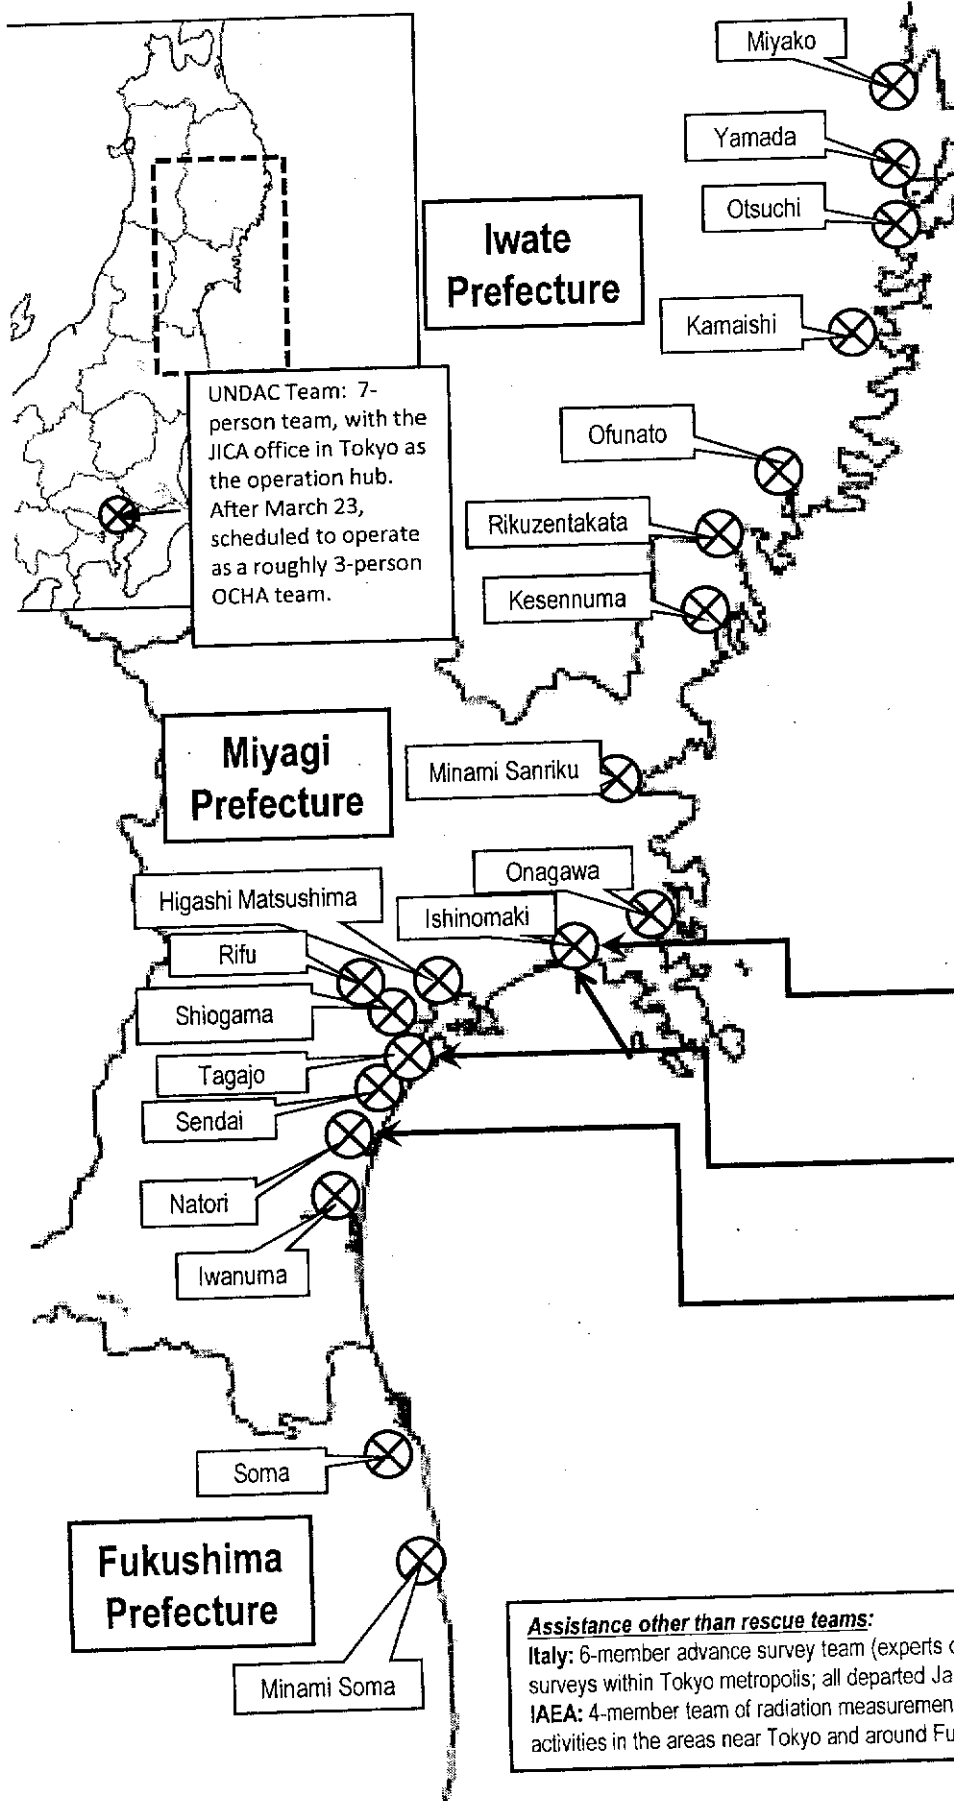 Miyako
Yamada
Otsuchi
Iwate
Prefecture
Kamaishi
UNDAC Team: 7-
person team, with the
JICA office in Tokyo as
the operation hub.
After March 23,
scheduled to operate
as a roughly 3-person
OCHA team.
Ofunato
Rikuzentakata
Kesennuma
Miyagi
Prefecture
Minami Sanriku
Onagawa
Higashi Matsushima
Ishinomaki
Rifu
Shiogama
Tagajo
Sendai
Natori
Iwanuma
Soma
Fukushima
Prefecture
Minami Soma
Assistance other than rescue teams:
Italy: 6-member advance survey team (experts
surveys within Tokyo metropolis; all departed Ja
IAEA: 4-member team of radiation measuremen
activities in the areas near Tokyo and around Fu